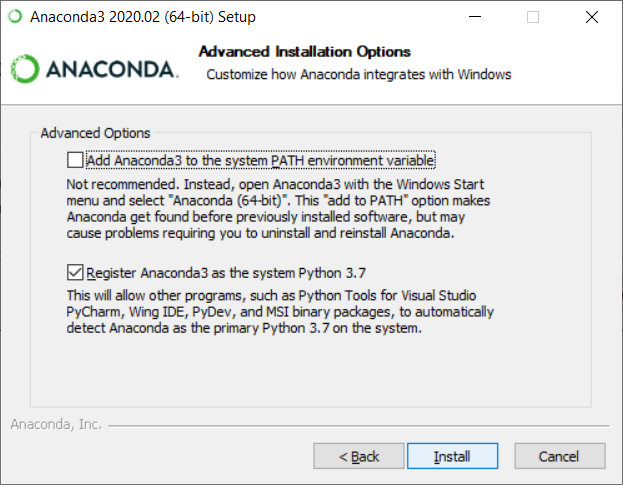 Anaconda3 2020.02 (64-bit) Setup
ANACONDA.
Advanced Installation Options
Customize how Anaconda integrates with Windows
Advanced Options
Add Anaconda3 to the system PATH environment variable
Not recommended. Instead, open Anaconda3 with the Windows Start
menu and select "Anaconda (64-bit)". This "add to PATH" option makes
Anaconda get found before previously installed software, but may
cause problems requiring you to uninstall and reinstall Anaconda.
Register Anaconda3 as the system Python 3.7
This will allow other programs, such as Python Tools for Visual Studio
PyCharm, Wing IDE, PyDev, and MSI binary packages, to automatically
detect Anaconda as the primary Python 3.7 on the system.
Anaconda, Inc.
< Back
Install
Cancel